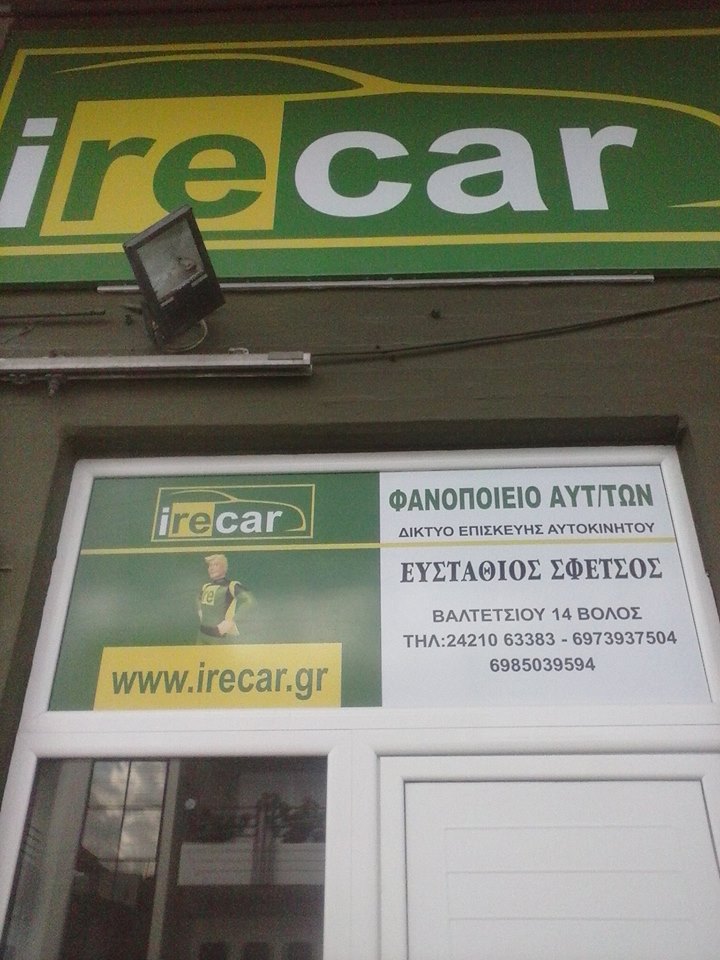 irecar
irecar
www.irecar.gr
ΦΑΝΟΠΟΙΕΙΟ ΑΥΤ/ΤΩΝ
ΔΙΚΤΥΟ ΕΠΙΣΚΕΥΗΣ ΑΥΤΟΚΙΝΗΤΟΥ
ΕΥΣΤΑΘΙΟΣ ΣΦΕΤΣΟΣ
ΒΑΛΤΕΤΣΙΟΥ 14 ΒΟΛΟΣ
ΤΗΛ:24210 63383 - 6973937504
6985039594